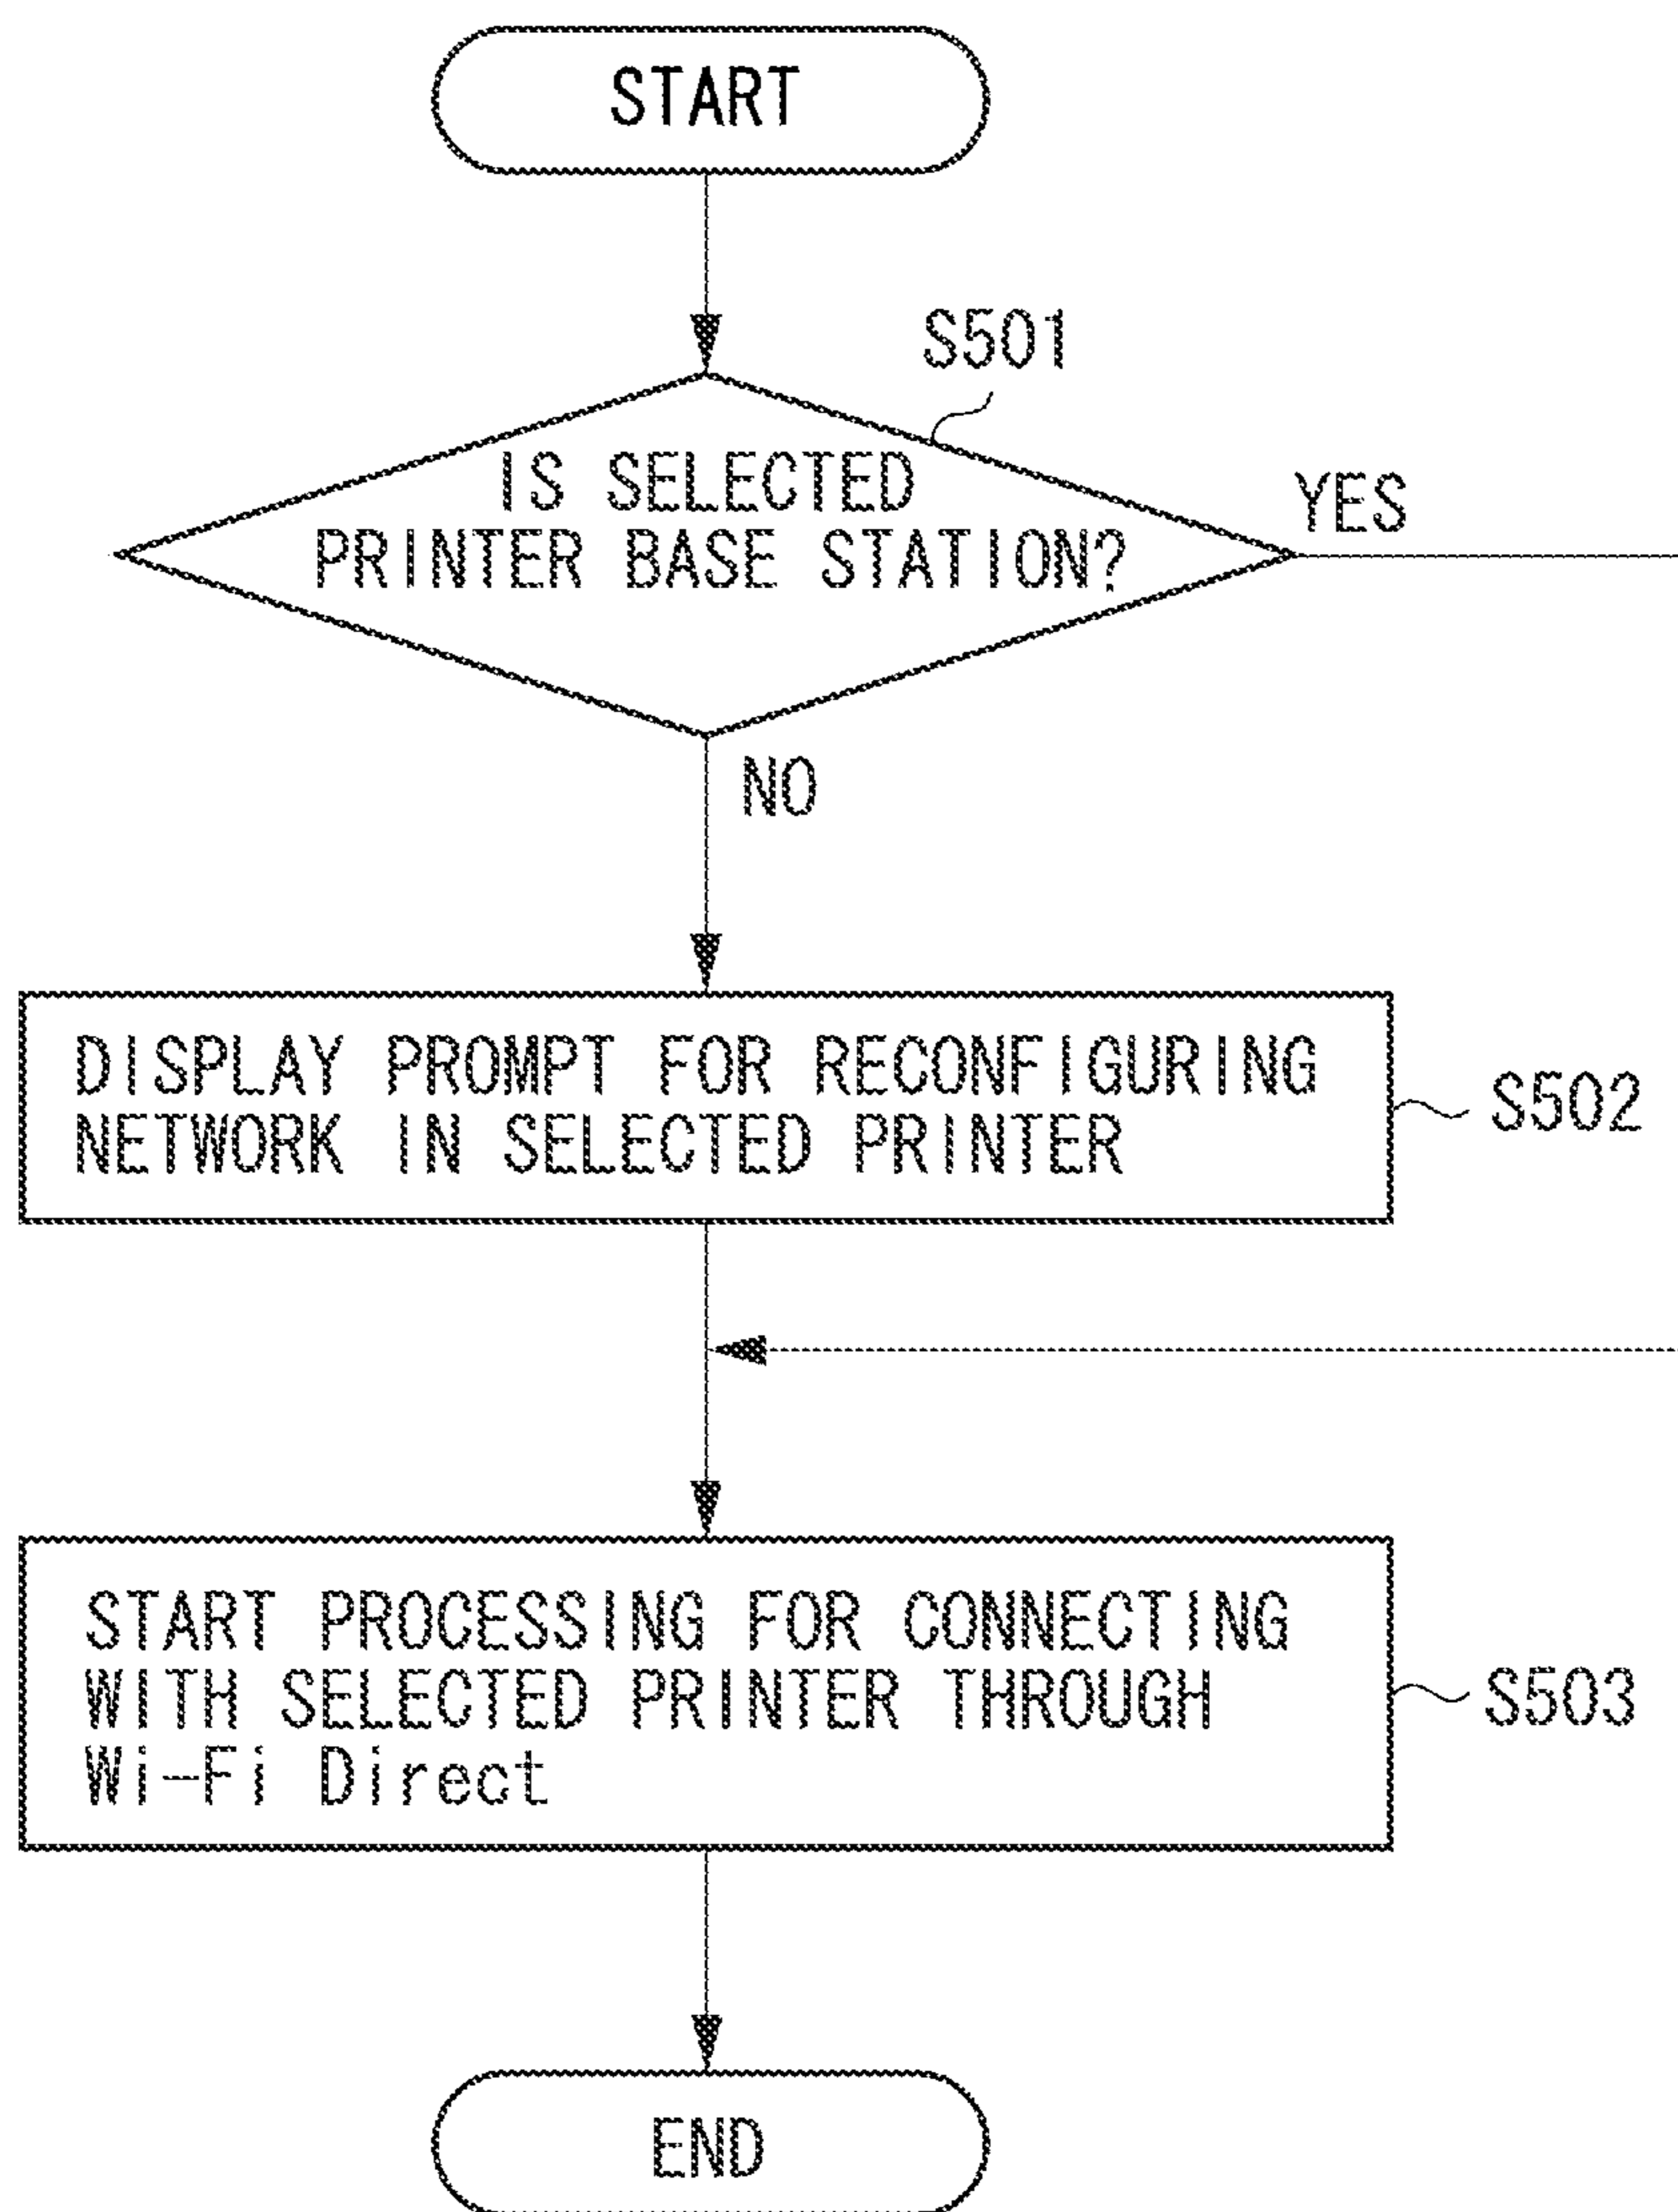 START
S501
IS SELECTED
PRINTER BASE STATION?
YES
NO
DISPLAY PROMPT FOR RECONFIGURING
NETWORK IN SELECTED PRINTER
S502
START PROCESSING FOR CONNECTING
WITH SELECTED PRINTER THROUGH
Wi-Fi Direct
S503
END